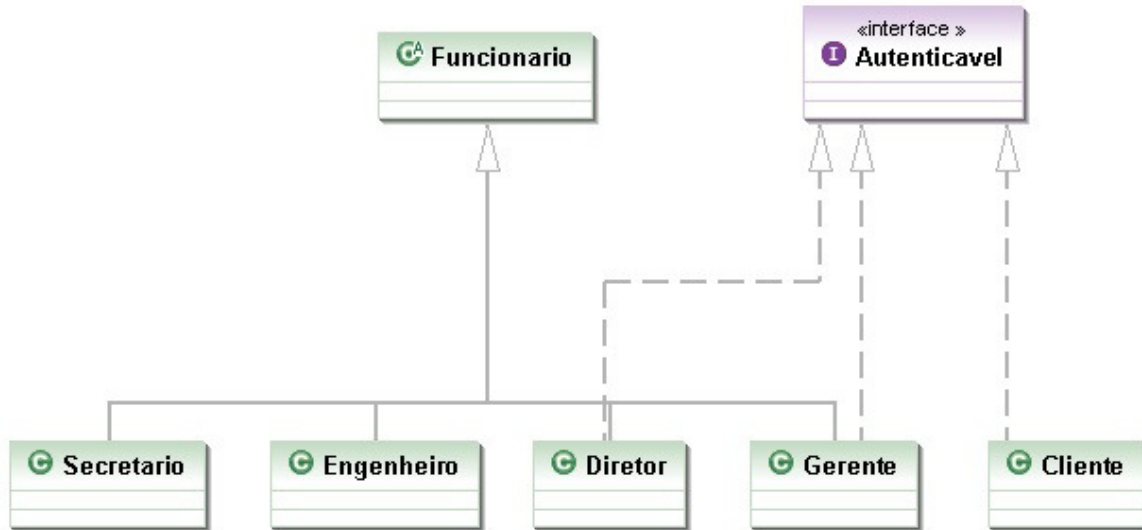 «interface »
Funcionario
Autenticavel
Secretario
Engenheiro
Diretor
Gerente
Cliente